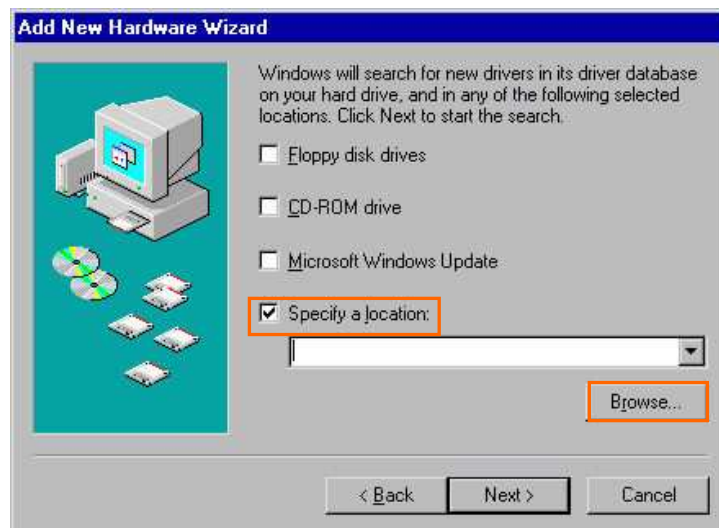 Add New Hardware Wizard
Windows will search for new drivers in its driver database
on your hard drive, and in any of the following selected
locations. Click Next to start the search.
Floppy disk drives
CD-ROM drive
Microsoft Windows Update
Specify a location:
Browse...
< Back
Next >
Cancel